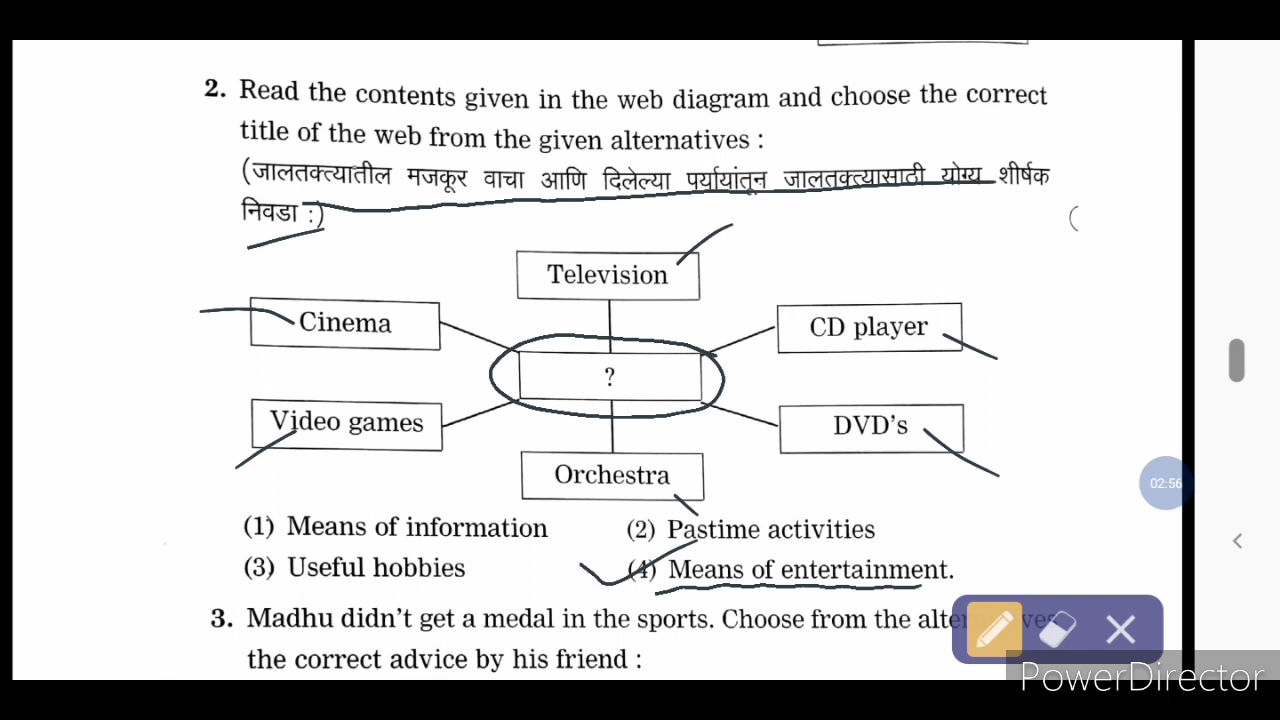 2. Read the contents given in the web diagram and choose the correct
title of the web from the given alternatives :
(जालतक्त्यातील मजकूर वाचा आणि दिलेल्या पर्यायांतून जालतक्त्यासाठी योग्य शीर्षक
निवडा :)
(
Television
Cinema
CD player
?
Video games
DVD's
Orchestra
(1) Means of information (2) Pastime activities
(3) Useful hobbies (4) Means of entertainment.
02:56
3. Madhu didn't get a medal in the sports. Choose from the
the correct advice by his friend :
PowerDirector